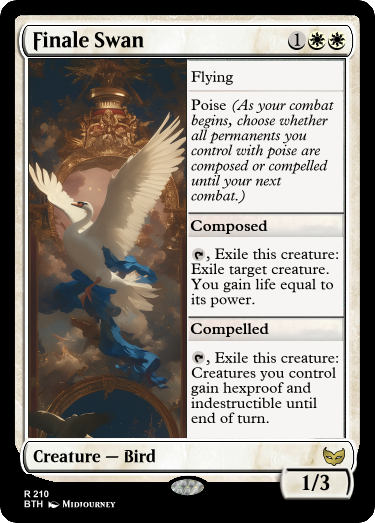 Finale Swan 1
Flying
Poise (As your combat
begins, choose whether
all permanents you
control with poise are
composed or compelled
until your next
combat.)
Composed
, Exile this creature:
Exile target creature.
You gain life equal to
its power.
Compelled
, Exile this creature:
Creatures you control
gain hexproof and
indestructible until
end of turn.
Creature — Bird
1/3
R 210
BTH Midjourney